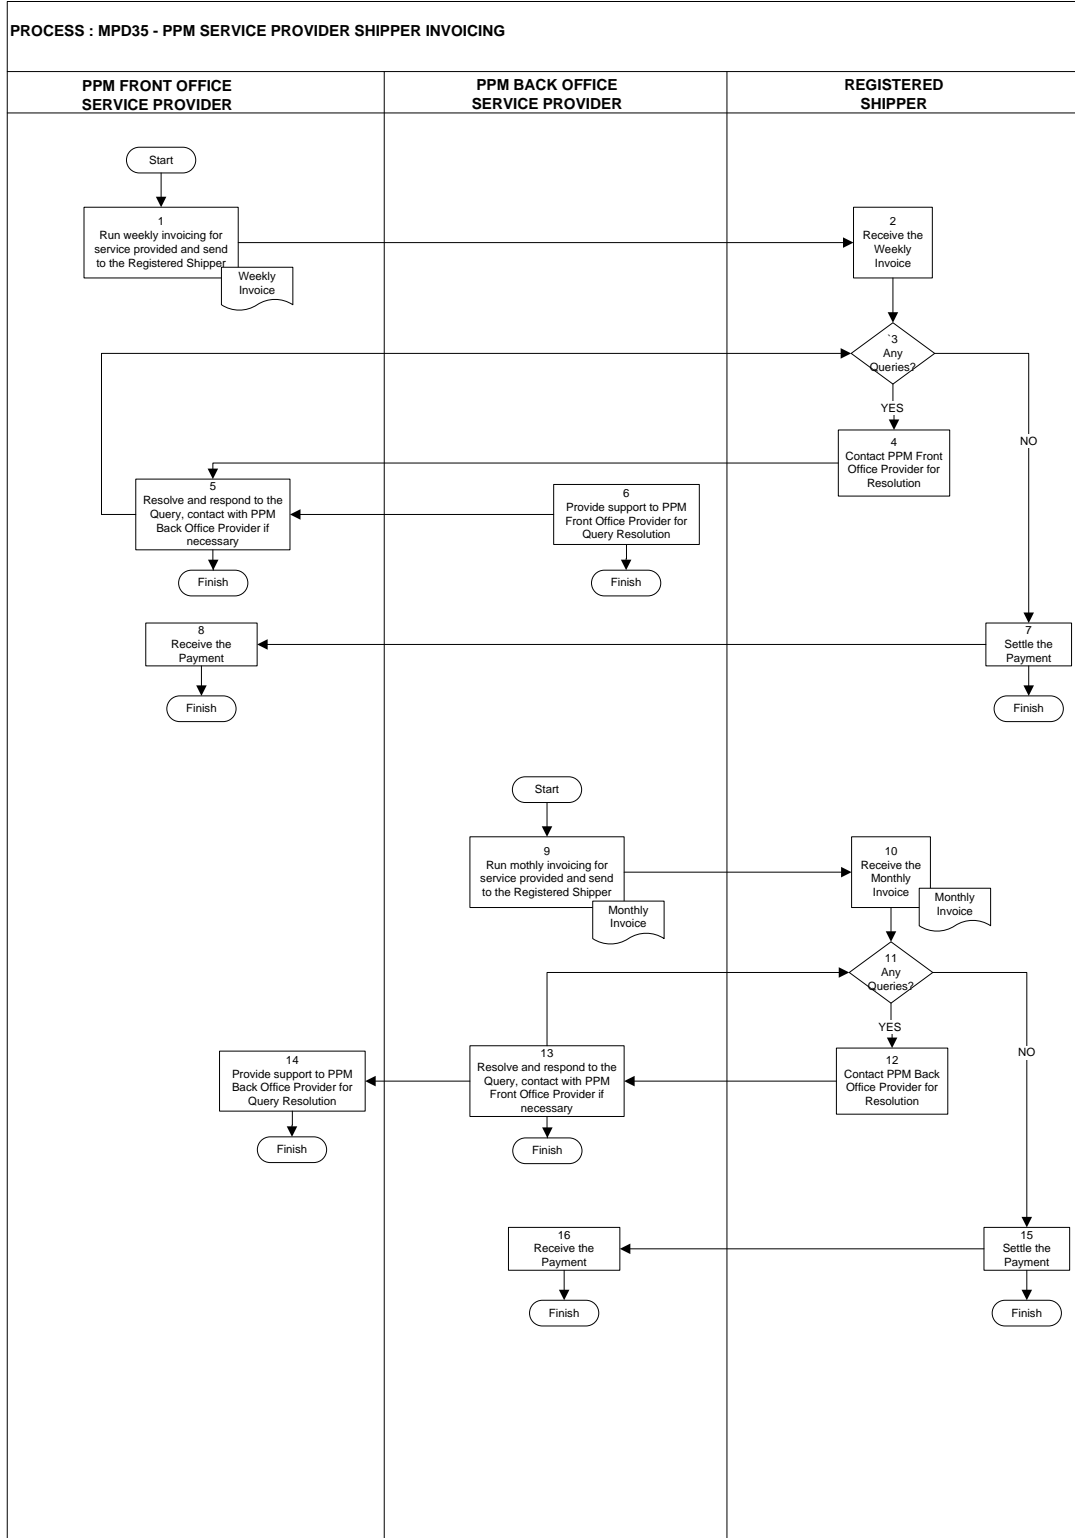 PROCESS : MPD35 - PPM SERVICE PROVIDER SHIPPER INVOICING
PPM FRONT OFFICE
SERVICE PROVIDER
PPM BACK OFFICE
SERVICE PROVIDER
REGISTERED
SHIPPER
Start
1
Run weekly invoicing for
service provided and send
to the Registered Shipper
Weekly
Invoice
2
Receive the
Weekly
Invoice
`3
Any
Queries?
YES
NO
4
Contact PPM Front
Office Provider for
Resolution
5
Resolve and respond to the
Query, contact with PPM
Back Office Provider if
necessary
6
Provide support to PPM
Front Office Provider for
Query Resolution
Finish
Finish
8
Receive the
Payment
7
Settle the
Payment
Finish
Finish
Start
9
Run mothly invoicing for
service provided and send
to the Registered Shipper
Monthly
Invoice
10
Receive the
Monthly
Invoice
Monthly
Invoice
11
Any
Queries?
YES
NO
14
Provide support to PPM
Back Office Provider for
Query Resolution
13
Resolve and respond to the
Query, contact with PPM
Front Office Provider if
necessary
12
Contact PPM Back
Office Provider for
Resolution
Finish
Finish
16
Receive the
Payment
15
Settle the
Payment
Finish
Finish